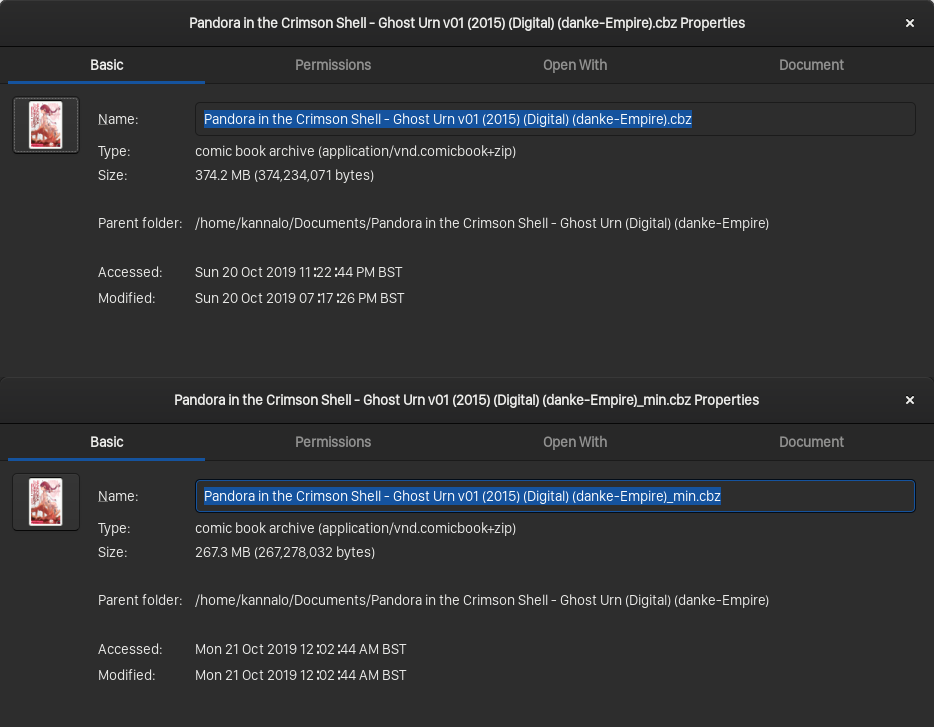 Pandora in the Crimson Shell - Ghost Urn v01 (2015) (Digital) (danke-Empire).cbz Properties
Basic Permissions Open With Document
Name: Pandora in the Crimson Shell - Ghost Urn v01 (2015) (Digital) (danke-Empire).cbz
Type: comic book archive (application/vnd.comicbook+zip)
Size: 374.2 MB (374,234,071 bytes)
Parent folder: /home/kannalo/Documents/Pandora in the Crimson Shell - Ghost Urn (Digital) (danke-Empire)
Accessed: Sun 20 Oct 2019 11:22:44 PM BST
Modified: Sun 20 Oct 2019 07:17:26 PM BST
Pandora in the Crimson Shell - Ghost Urn v01 (2015) (Digital) (danke-Empire)_min.cbz Properties
Basic Permissions Open With Document
Name: Pandora in the Crimson Shell - Ghost Urn v01 (2015) (Digital) (danke-Empire)_min.cbz
Type: comic book archive (application/vnd.comicbook+zip)
Size: 267.3 MB (267,278,032 bytes)
Parent folder: /home/kannalo/Documents/Pandora in the Crimson Shell - Ghost Urn (Digital) (danke-Empire)
Accessed: Mon 21 Oct 2019 12:02:44 AM BST
Modified: Mon 21 Oct 2019 12:02:44 AM BST